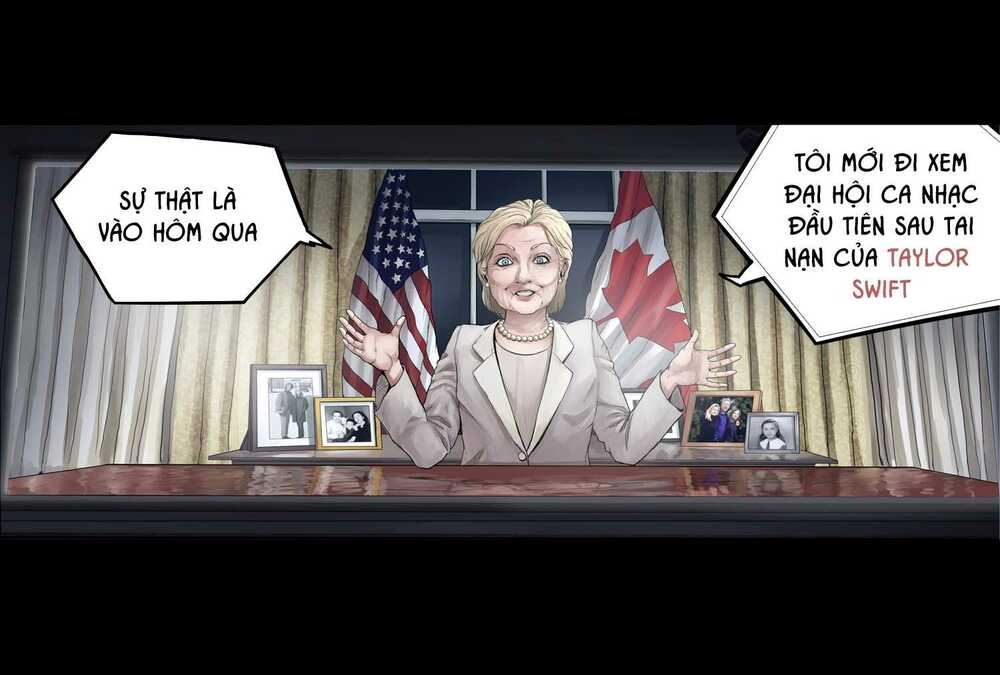 SỰ THẬT LÀ
VÀO HÔM QUA
TÔI MỚI ĐI XEM
ĐẠI HỘI CA NHẠC
ĐẦU TIÊN SAU TAI
NẠN CỦA TAYLOR
SWIFT